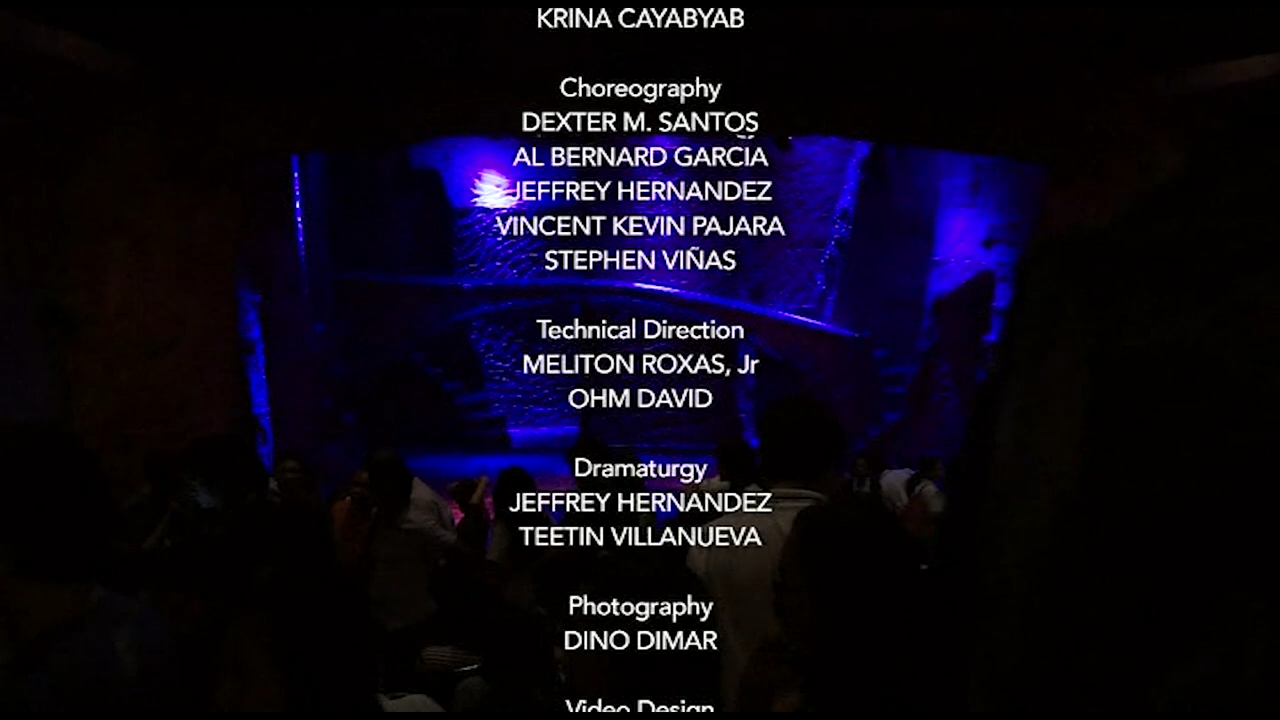 KRINA CAYABYAB
Choreography
DEXTER M. SANTOS
AL BERNARD GARCIA
JEFFREY HERNANDEZ
VINCENT KEVIN PAJARA
STEPHEN VIÑAS
Technical Direction
MELITON ROXAS, Jr
OHM DAVID
Dramaturgy
JEFFREY HERNANDEZ
TEETIN VILLANUEVA
Photography
DINO DIMAR
Video Design